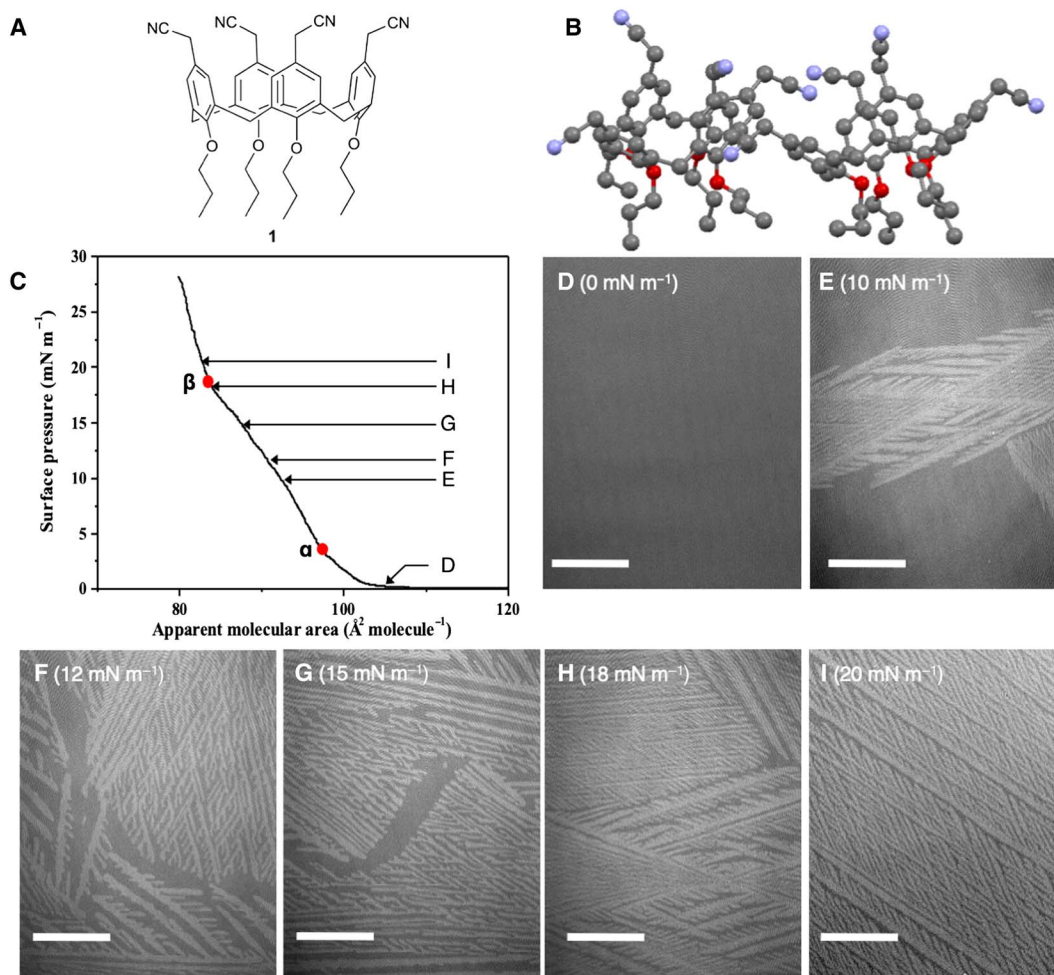 A
NC
NC
CN
CN
O
O
O
O
1
B
C
30
25
20
15
10
5
0
Surface pressure (mN m⁻¹)
I
β
H
G
F
E
α
D
80
100
120
Apparent molecular area (Å² molecule⁻¹)
D (0 mN m⁻¹)
E (10 mN m⁻¹)
F (12 mN m⁻¹)
G (15 mN m⁻¹)
H (18 mN m⁻¹)
I (20 mN m⁻¹)